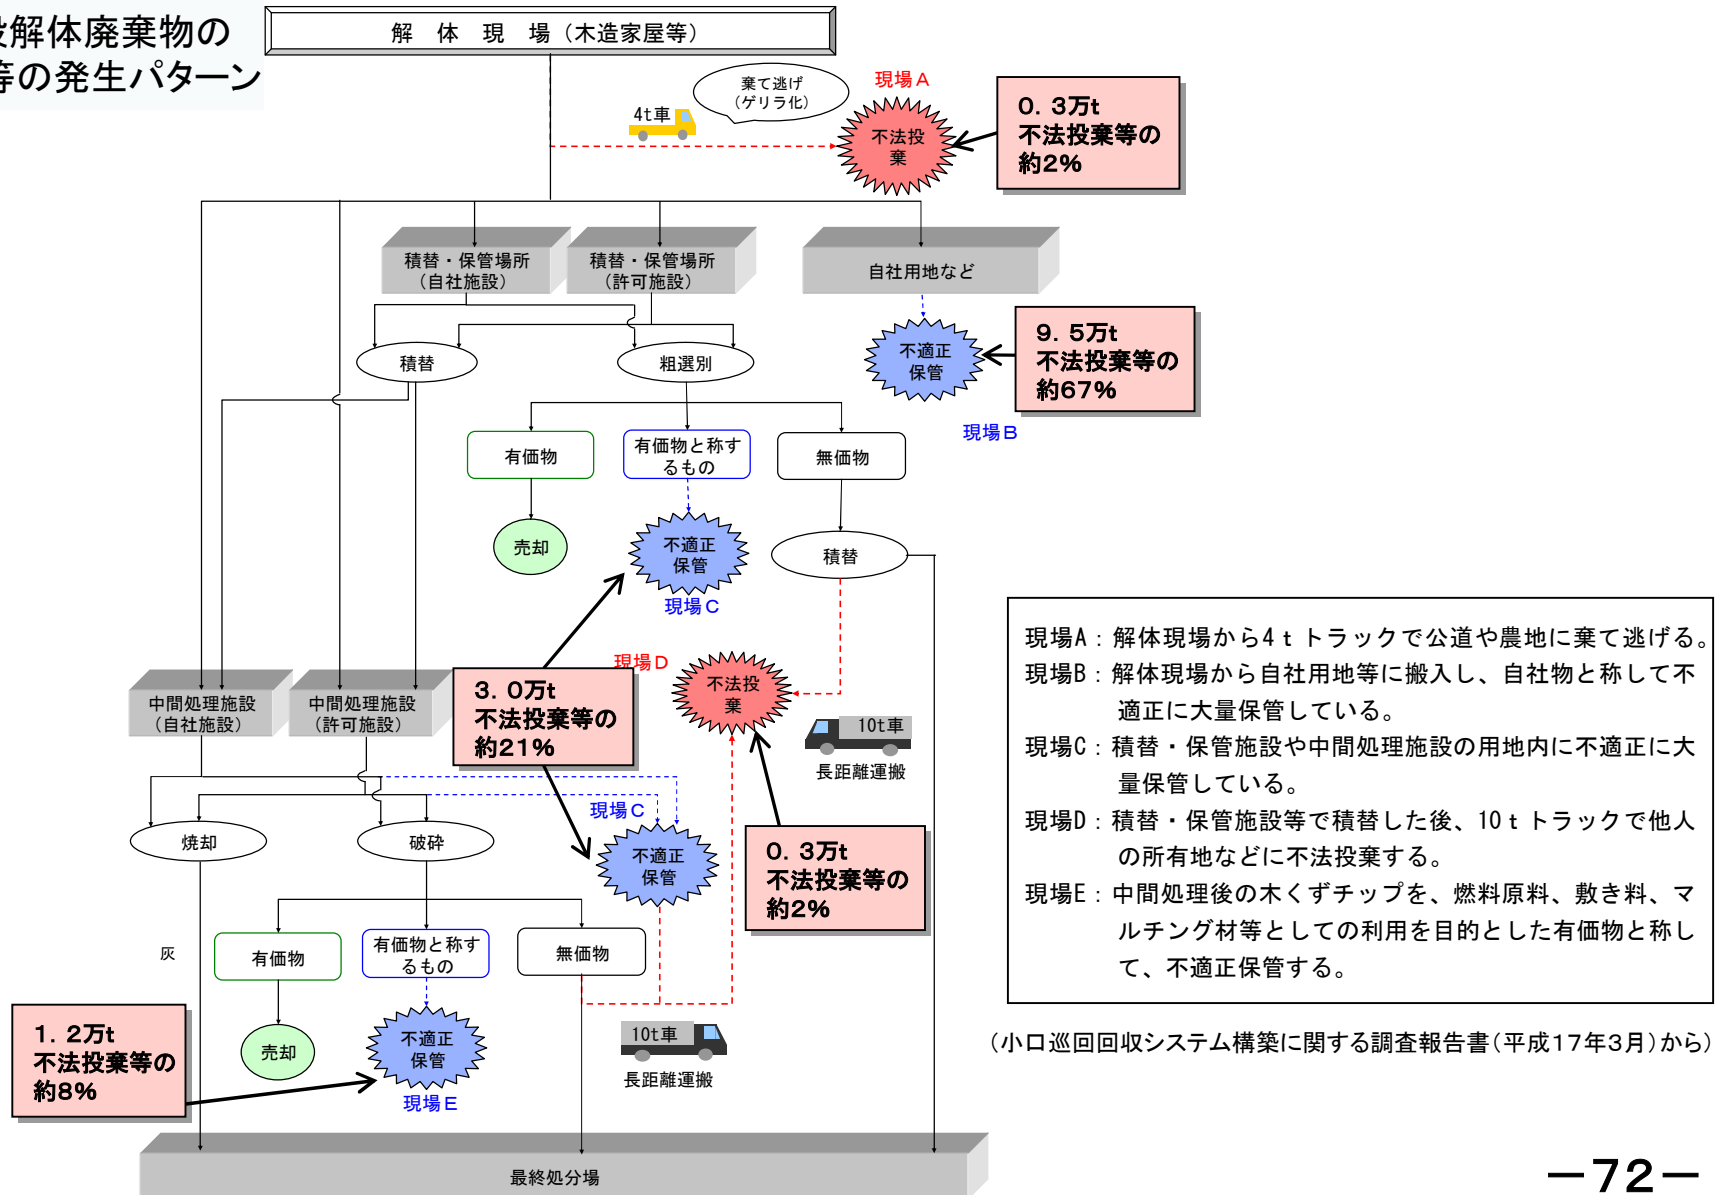 解体廃棄物の
等の発生パターン
解 体 現 場（木造家屋等）
棄て逃げ
（ゲリラ化）
4t車
現場A
不法投
棄
0. 3万t
不法投棄等の
約2%
積替・保管場所
（自社施設）
積替・保管場所
（許可施設）
自社用地など
積替
粗選別
不適正
保管
9. 5万t
不法投棄等の
約67%
現場B
有価物
有価物と称す
るもの
無価物
売却
不適正
保管
現場C
積替
現場D
不法投
棄
3. 0万t
不法投棄等の
約21%
中間処理施設
（自社施設）
中間処理施設
（許可施設）
10t車
長距離運搬
現場C
焼却
破砕
不適正
保管
0. 3万t
不法投棄等の
約2%
灰
有価物
有価物と称す
るもの
無価物
1. 2万t
不法投棄等の
約8%
売却
不適正
保管
現場E
10t車
長距離運搬
最終処分場
現場A：解体現場から4ｔトラックで公道や農地に棄て逃げる。
現場B：解体現場から自社用地等に搬入し、自社物と称して不
適正に大量保管している。
現場C：積替・保管施設や中間処理施設の用地内に不適正に大
量保管している。
現場D：積替・保管施設等で積替した後、10ｔトラックで他人
の所有地などに不法投棄する。
現場E：中間処理後の木くずチップを、燃料原料、敷き料、マ
ルチング材等としての利用を目的とした有価物と称し
て、不適正保管する。
（小口巡回回収システム構築に関する調査報告書（平成17年3月）から）
－72－